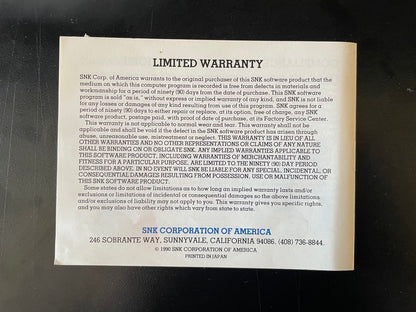 LIMITED WARRANTY
SNK Corp. of America warrants to the original purchaser of this SNK software product that the
medium on which this computer program is recorded is free from defects in materials and
workmanship for a period of ninety (90) days from the date of purchase. This SNK software
program is sold "as is," without express or implied warranty of any kind, and SNK is not liable
for any losses or damages of any kind resulting from use of this program. SNK agrees for a
period of ninety (90) days to either repair or replace, at its option, free of charge, any SNK
software product, postage paid, with proof of date of purchase, at its Factory Service Center.
This warranty is not applicable to normal wear and tear. This warranty shall not be
applicable and shall be void if the defect in the SNK software product has arisen through
abuse, unreasonable use, mistreatment or neglect. THIS WARRANTY IS IN LIEU OF ALL
OTHER WARRANTIES AND NO OTHER REPRESENTATIONS OR CLAIMS OF ANY NATURE
SHALL BE BINDING ON OR OBLIGATE SNK. ANY IMPLIED WARRANTIES APPLICABLE TO
THIS SOFTWARE PRODUCT, INCLUDING WARRANTIES OF MERCHANTABILITY AND
FITNESS FOR A PARTICULAR PURPOSE, ARE LIMITED TO THE NINETY (90) DAY PERIOD
DESCRIBED ABOVE. IN NO EVENT WILL SNK BE LIABLE FOR ANY SPECIAL, INCIDENTAL, OR
CONSEQUENTIAL DAMAGES RESULTING FROM POSSESSION, USE OR MALFUNCTION OF
THIS SNK SOFTWARE PRODUCT.
Some states do not allow limitations as to how long an implied warranty lasts and/or
exclusions or limitations of incidental or consequential damages so the above limitations
and/or exclusions of liability may not apply to you. This warranty gives you specific rights,
and you may also have other rights which vary from state to state.
SNK CORPORATION OF AMERICA
246 SOBRANTE WAY, SUNNYVALE, CALIFORNIA 94086. (408) 736-8844.
© 1990 SNK CORPORATION OF AMERICA
PRINTED IN JAPAN